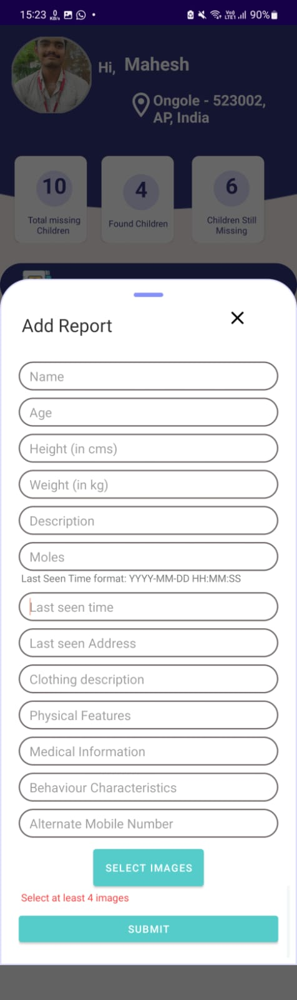 15:23 0 KB/s Vo)) LTE1 90%
Hi, Mahesh
Ongole - 523002,
AP, India
10 4 6
Total missing
Children
Found Children
Children Still
Missing
Add Report
Name
Age
Height (in cms)
Weight (in kg)
Description
Moles
Last Seen Time format: YYYY-MM-DD HH:MM:SS
Last seen time
Last seen Address
Clothing description
Physical Features
Medical Information
Behaviour Characteristics
Alternate Mobile Number
SELECT IMAGES
Select at least 4 images
SUBMIT